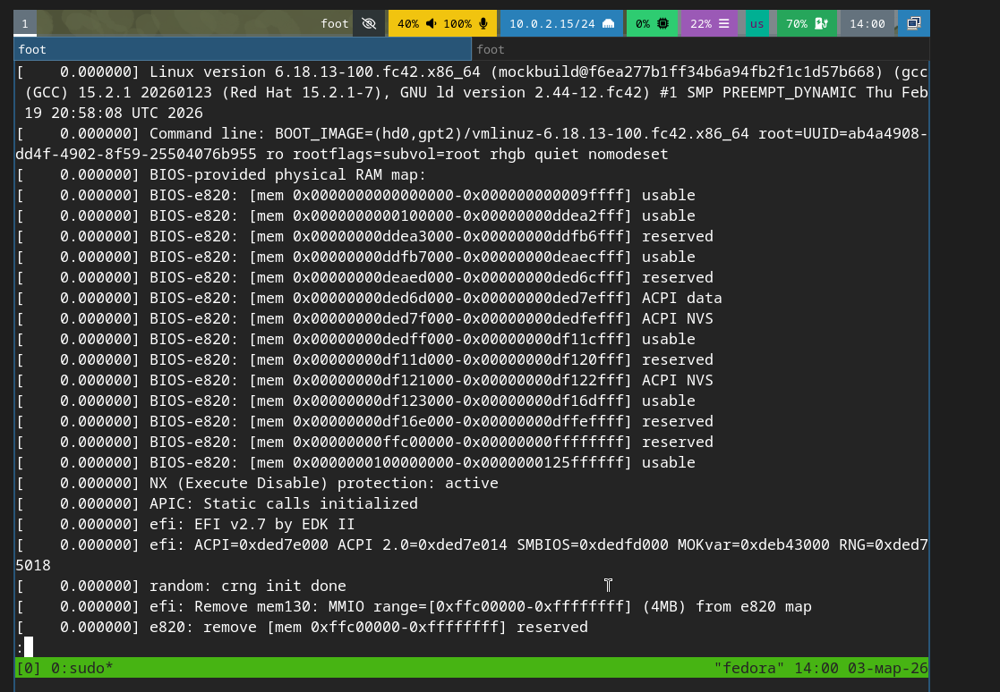 1 foot 40% 100% 10.0.2.15/24 0% 22% us 70% 14:00
foot foot
[    0.000000] Linux version 6.18.13-100.fc42.x86_64 (mockbuild@f6ea277b1ff34b6a94fb2f1c1d57b668) (gcc
 (GCC) 15.2.1 20260123 (Red Hat 15.2.1-7), GNU ld version 2.44-12.fc42) #1 SMP PREEMPT_DYNAMIC Thu Feb
 19 20:58:08 UTC 2026
[    0.000000] Command line: BOOT_IMAGE=(hd0,gpt2)/vmlinuz-6.18.13-100.fc42.x86_64 root=UUID=ab4a4908-
dd4f-4902-8f59-25504076b955 ro rootflags=subvol=root rhgb quiet nomodeset
[    0.000000] BIOS-provided physical RAM map:
[    0.000000] BIOS-e820: [mem 0x0000000000000000-0x000000000009ffff] usable
[    0.000000] BIOS-e820: [mem 0x0000000000100000-0x00000000ddea2fff] usable
[    0.000000] BIOS-e820: [mem 0x00000000ddea3000-0x00000000ddfb6fff] reserved
[    0.000000] BIOS-e820: [mem 0x00000000ddfb7000-0x00000000deaecfff] usable
[    0.000000] BIOS-e820: [mem 0x00000000deaed000-0x00000000ded6cfff] reserved
[    0.000000] BIOS-e820: [mem 0x00000000ded6d000-0x00000000ded7efff] ACPI data
[    0.000000] BIOS-e820: [mem 0x00000000ded7f000-0x00000000dedfefff] ACPI NVS
[    0.000000] BIOS-e820: [mem 0x00000000dedff000-0x00000000df11cfff] usable
[    0.000000] BIOS-e820: [mem 0x00000000df11d000-0x00000000df120fff] reserved
[    0.000000] BIOS-e820: [mem 0x00000000df121000-0x00000000df122fff] ACPI NVS
[    0.000000] BIOS-e820: [mem 0x00000000df123000-0x00000000df16dfff] usable
[    0.000000] BIOS-e820: [mem 0x00000000df16e000-0x00000000dffeffff] reserved
[    0.000000] BIOS-e820: [mem 0x00000000ffc00000-0x00000000ffffffff] reserved
[    0.000000] BIOS-e820: [mem 0x0000000100000000-0x0000000125ffffff] usable
[    0.000000] NX (Execute Disable) protection: active
[    0.000000] APIC: Static calls initialized
[    0.000000] efi: EFI v2.7 by EDK II
[    0.000000] efi: ACPI=0xded7e000 ACPI 2.0=0xded7e014 SMBIOS=0xdedfd000 MOKvar=0xdeb43000 RNG=0xded7
5018
[    0.000000] random: crng init done
[    0.000000] efi: Remove mem130: MMIO range=[0xffc00000-0xffffffff] (4MB) from e820 map
[    0.000000] e820: remove [mem 0xffc00000-0xffffffff] reserved
:
[0] 0:sudo* "fedora" 14:00 03-мар-26